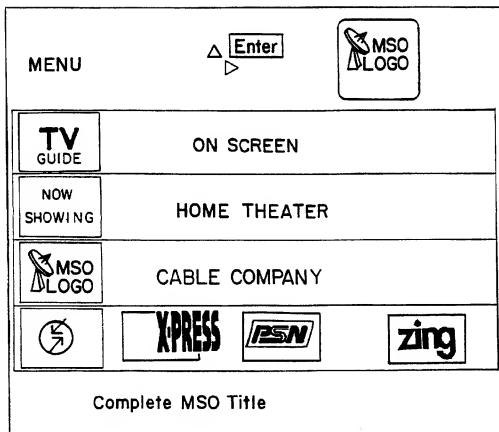 MENU
Enter
MSO
LOGO
TV
GUIDE
ON SCREEN
NOW
SHOWING
HOME THEATER
MSO
LOGO
CABLE COMPANY
X·PRESS
PSN
zing
Complete MSO Title